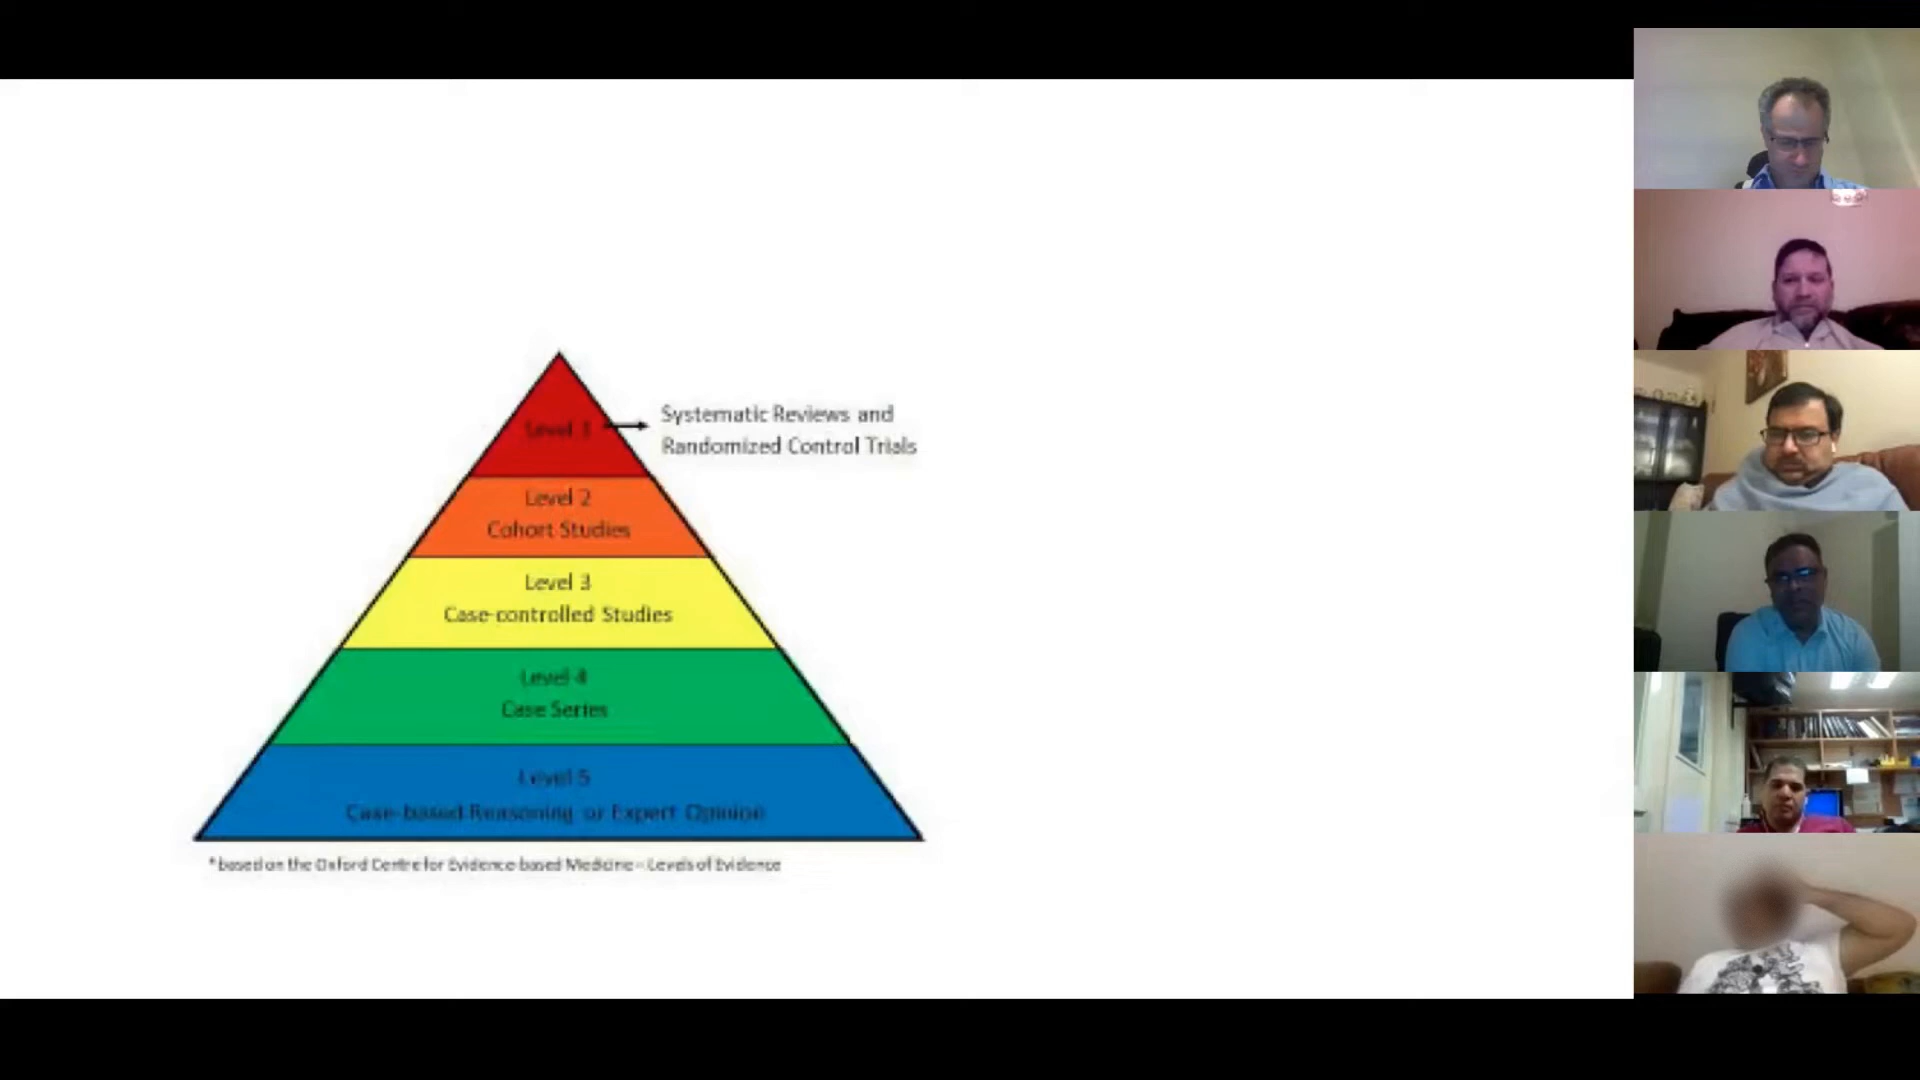 Level 1
Systematic Reviews and
Randomized Control Trials
Level 2
Cohort Studies
Level 3
Case-controlled Studies
Level 4
Case Series
Level 5
Case-based Reasoning or Expert Opinion
* based on the Oxford Centre for Evidence-based Medicine – Levels of Evidence